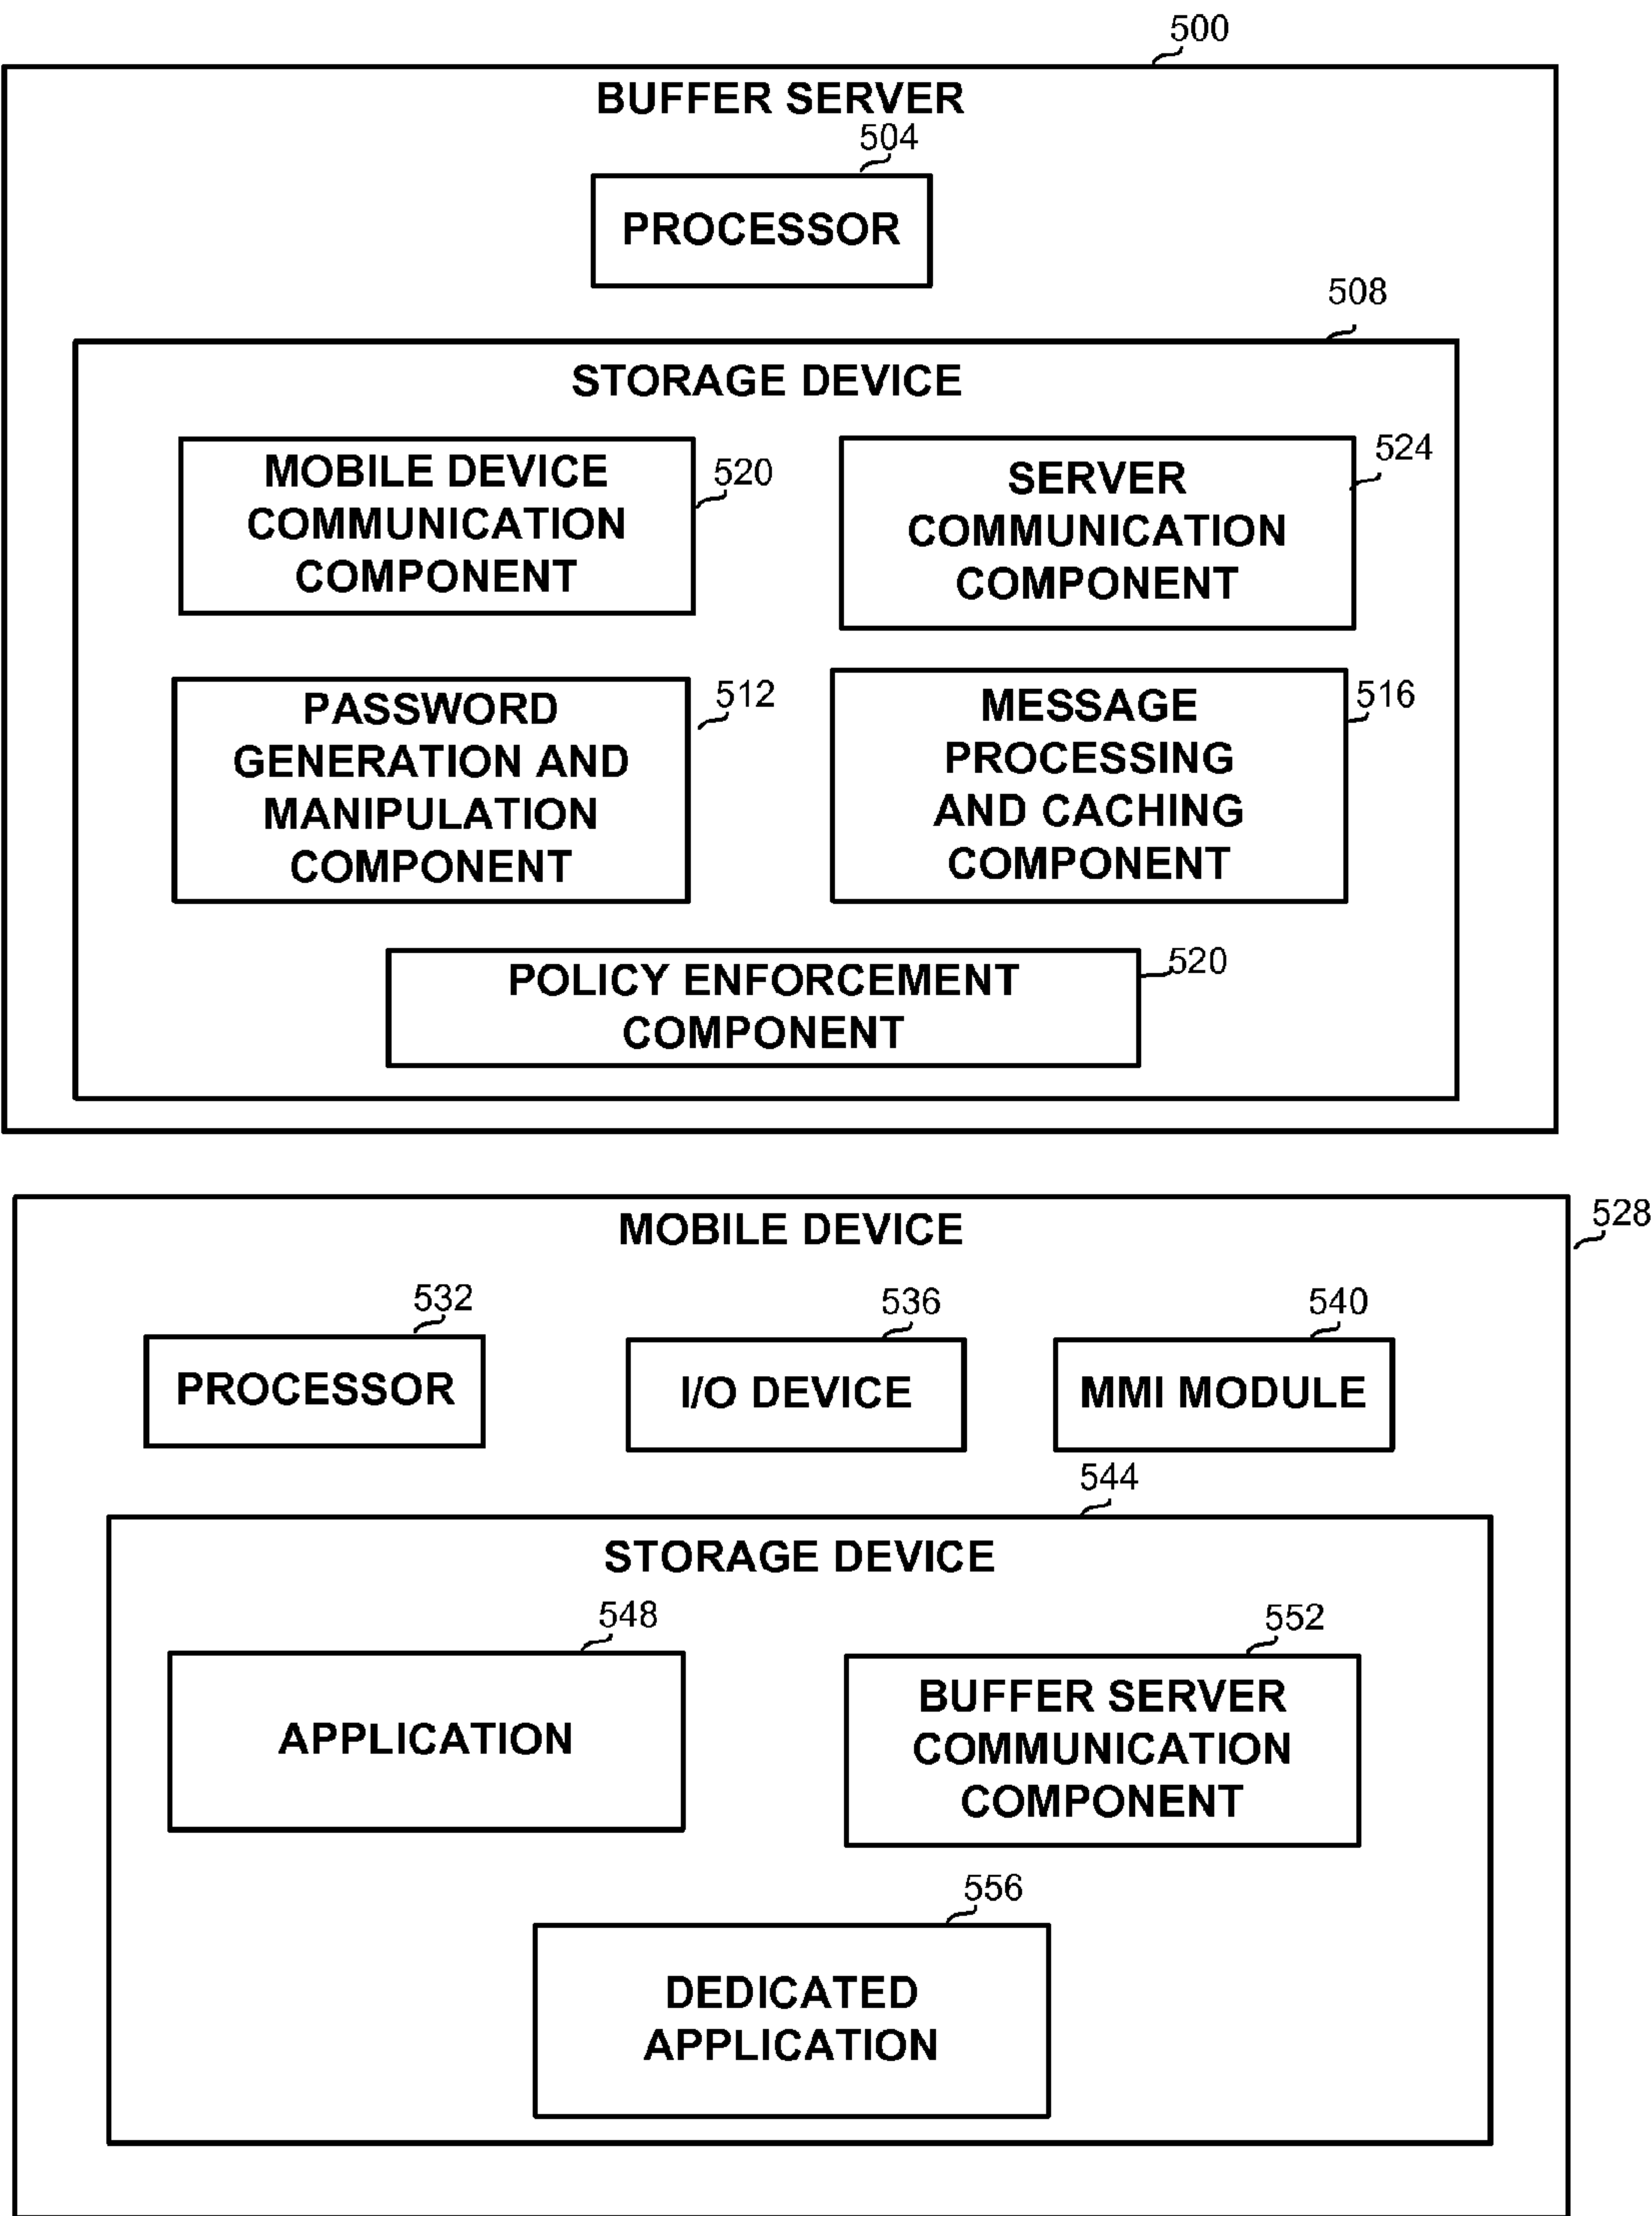 500
BUFFER SERVER
504
PROCESSOR
508
STORAGE DEVICE
MOBILE DEVICE
COMMUNICATION
COMPONENT
520
SERVER
COMMUNICATION
COMPONENT
524
PASSWORD
GENERATION AND
MANIPULATION
COMPONENT
512
MESSAGE
PROCESSING
AND CACHING
COMPONENT
516
POLICY ENFORCEMENT
COMPONENT
520
MOBILE DEVICE
528
532
PROCESSOR
536
I/O DEVICE
540
MMI MODULE
544
STORAGE DEVICE
548
APPLICATION
552
BUFFER SERVER
COMMUNICATION
COMPONENT
556
DEDICATED
APPLICATION